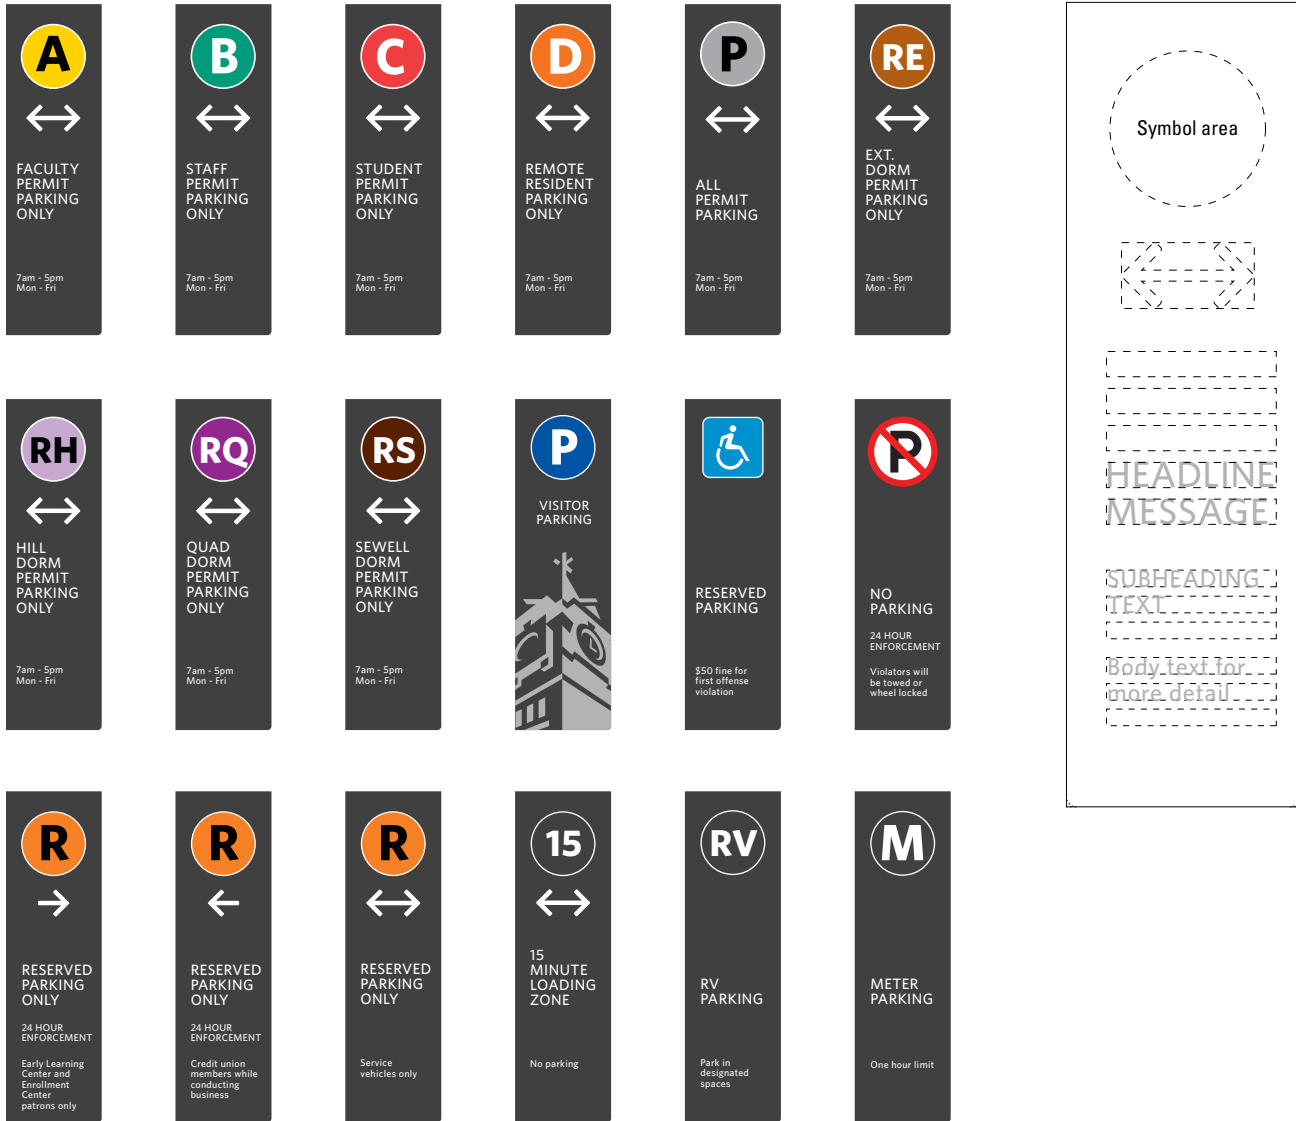 A
FACULTY
PERMIT
PARKING
ONLY
7am - 5pm
Mon - Fri
B
STAFF
PERMIT
PARKING
ONLY
7am - 5pm
Mon - Fri
C
STUDENT
PERMIT
PARKING
ONLY
7am - 5pm
Mon - Fri
D
REMOTE
RESIDENT
PARKING
ONLY
7am - 5pm
Mon - Fri
P
ALL
PERMIT
PARKING
7am - 5pm
Mon - Fri
RE
EXT.
DORM
PERMIT
PARKING
ONLY
7am - 5pm
Mon - Fri
Symbol area
HEADLINE
MESSAGE
SUBHEADING
TEXT
Body text for
more detail
RH
HILL
DORM
PERMIT
PARKING
ONLY
7am - 5pm
Mon - Fri
RQ
QUAD
DORM
PERMIT
PARKING
ONLY
7am - 5pm
Mon - Fri
RS
SEWELL
DORM
PERMIT
PARKING
ONLY
7am - 5pm
Mon - Fri
P
VISITOR
PARKING
RESERVED
PARKING
$50 fine for
first offense
violation
P
NO
PARKING
24 HOUR
ENFORCEMENT
Violators will
be towed or
wheel locked
R
RESERVED
PARKING
ONLY
24 HOUR
ENFORCEMENT
Early Learning
Center and
Enrollment
Center
patrons only
R
RESERVED
PARKING
ONLY
24 HOUR
ENFORCEMENT
Credit union
members while
conducting
business
R
RESERVED
PARKING
ONLY
Service
vehicles only
15
15
MINUTE
LOADING
ZONE
No parking
RV
RV
PARKING
Park in
designated
spaces
M
METER
PARKING
One hour limit